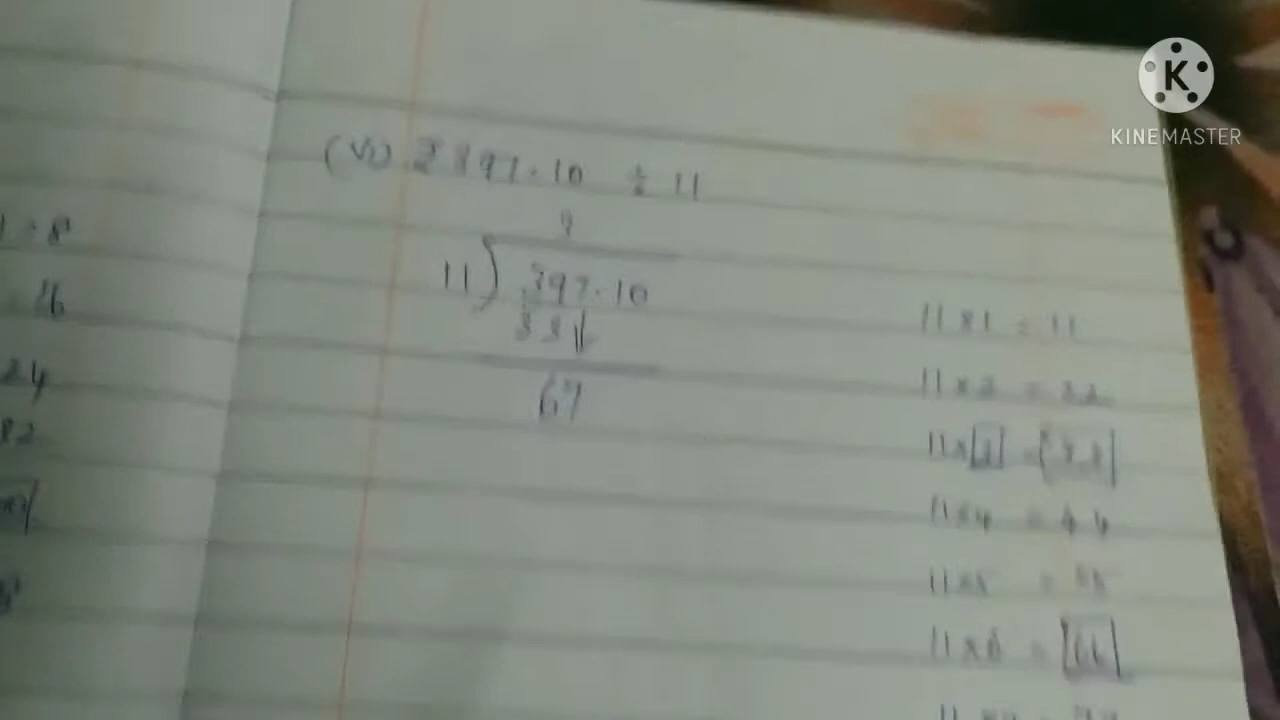 (vi) ₹ 397.10 ÷ 11
3
11) 397.10
33↓
67
24
11 × 1 = 11
11 × 2 = 22
11 × 3 = 33
11 × 4 = 44
11 × 5 = 55
11 × 6 = 66
K
KINEMASTER